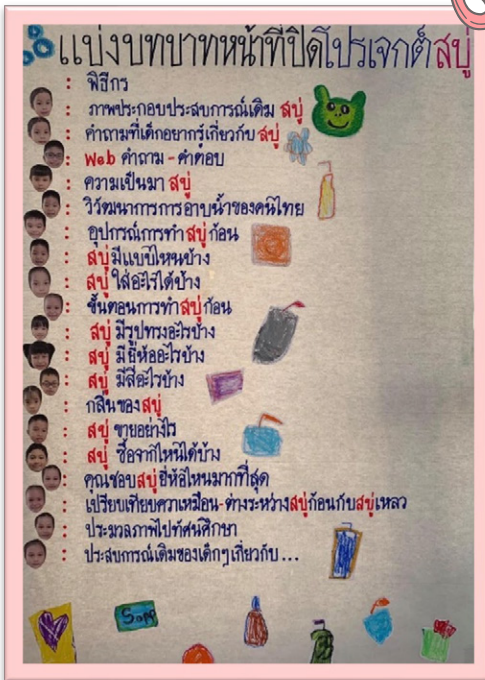 แบ่งบทบาทหน้าที่ปิดโปรเจกต์สบู่
: พิธีกร
: ภาพประกอบประสบการณ์เดิม สบู่
: คำถามที่เด็กอยากรู้เกี่ยวกับ สบู่
: Web คำถาม - คำตอบ
: ความเป็นมา สบู่
: วิวัฒนาการการอาบน้ำของคนไทย
: อุปกรณ์การทำสบู่ก้อน
: สบู่มีแบบไหนบ้าง
: สบู่ ใส่อะไรได้บ้าง
: ขั้นตอนการทำสบู่ก้อน
: สบู่ มีรูปทรงอะไรบ้าง
: สบู่ มียี่ห้ออะไรบ้าง
: สบู่ มีสีอะไรบ้าง
: กลิ่นของสบู่
: สบู่ ขายอย่างไร
: สบู่ ซื้อจากไหนได้บ้าง
: คุณชอบสบู่ยี่ห้อไหนมากที่สุด
: เปรียบเทียบความเหมือน-ต่างระหว่างสบู่ก้อนกับสบู่เหลว
: ประมวลภาพไปทัศนศึกษา
: ประสบการณ์เดิมของเด็กๆเกี่ยวกับ...
Soap